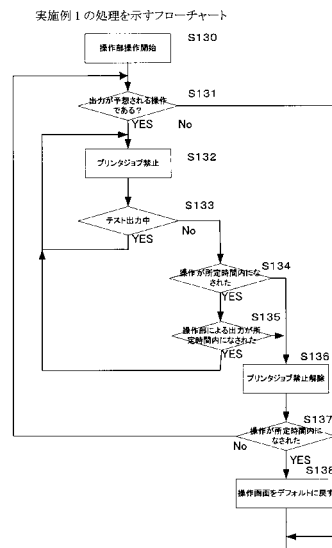 実施例１の処理を示すフローチャート
S130
操作部操作開始
S131
出力が予想される操作
である？
YES
No
S132
プリンタジョブ禁止
S133
テスト出力中
YES
No
S134
操作が所定時間内にな
された
YES
S135
操作部による出力が所
定時間内になされた
YES
S136
プリンタジョブ禁止解除
S137
操作が所定時間内に
なされた
No
YES
S138
操作画面をデフォルトに戻す